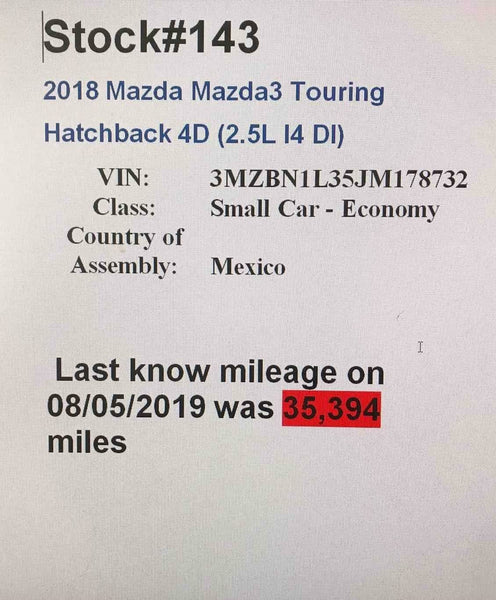 Stock#143
2018 Mazda Mazda3 Touring
Hatchback 4D (2.5L I4 DI)
VIN: 3MZBN1L35JM178732
Class: Small Car - Economy
Country of
Assembly: Mexico
Last know mileage on
08/05/2019 was 35,394
miles